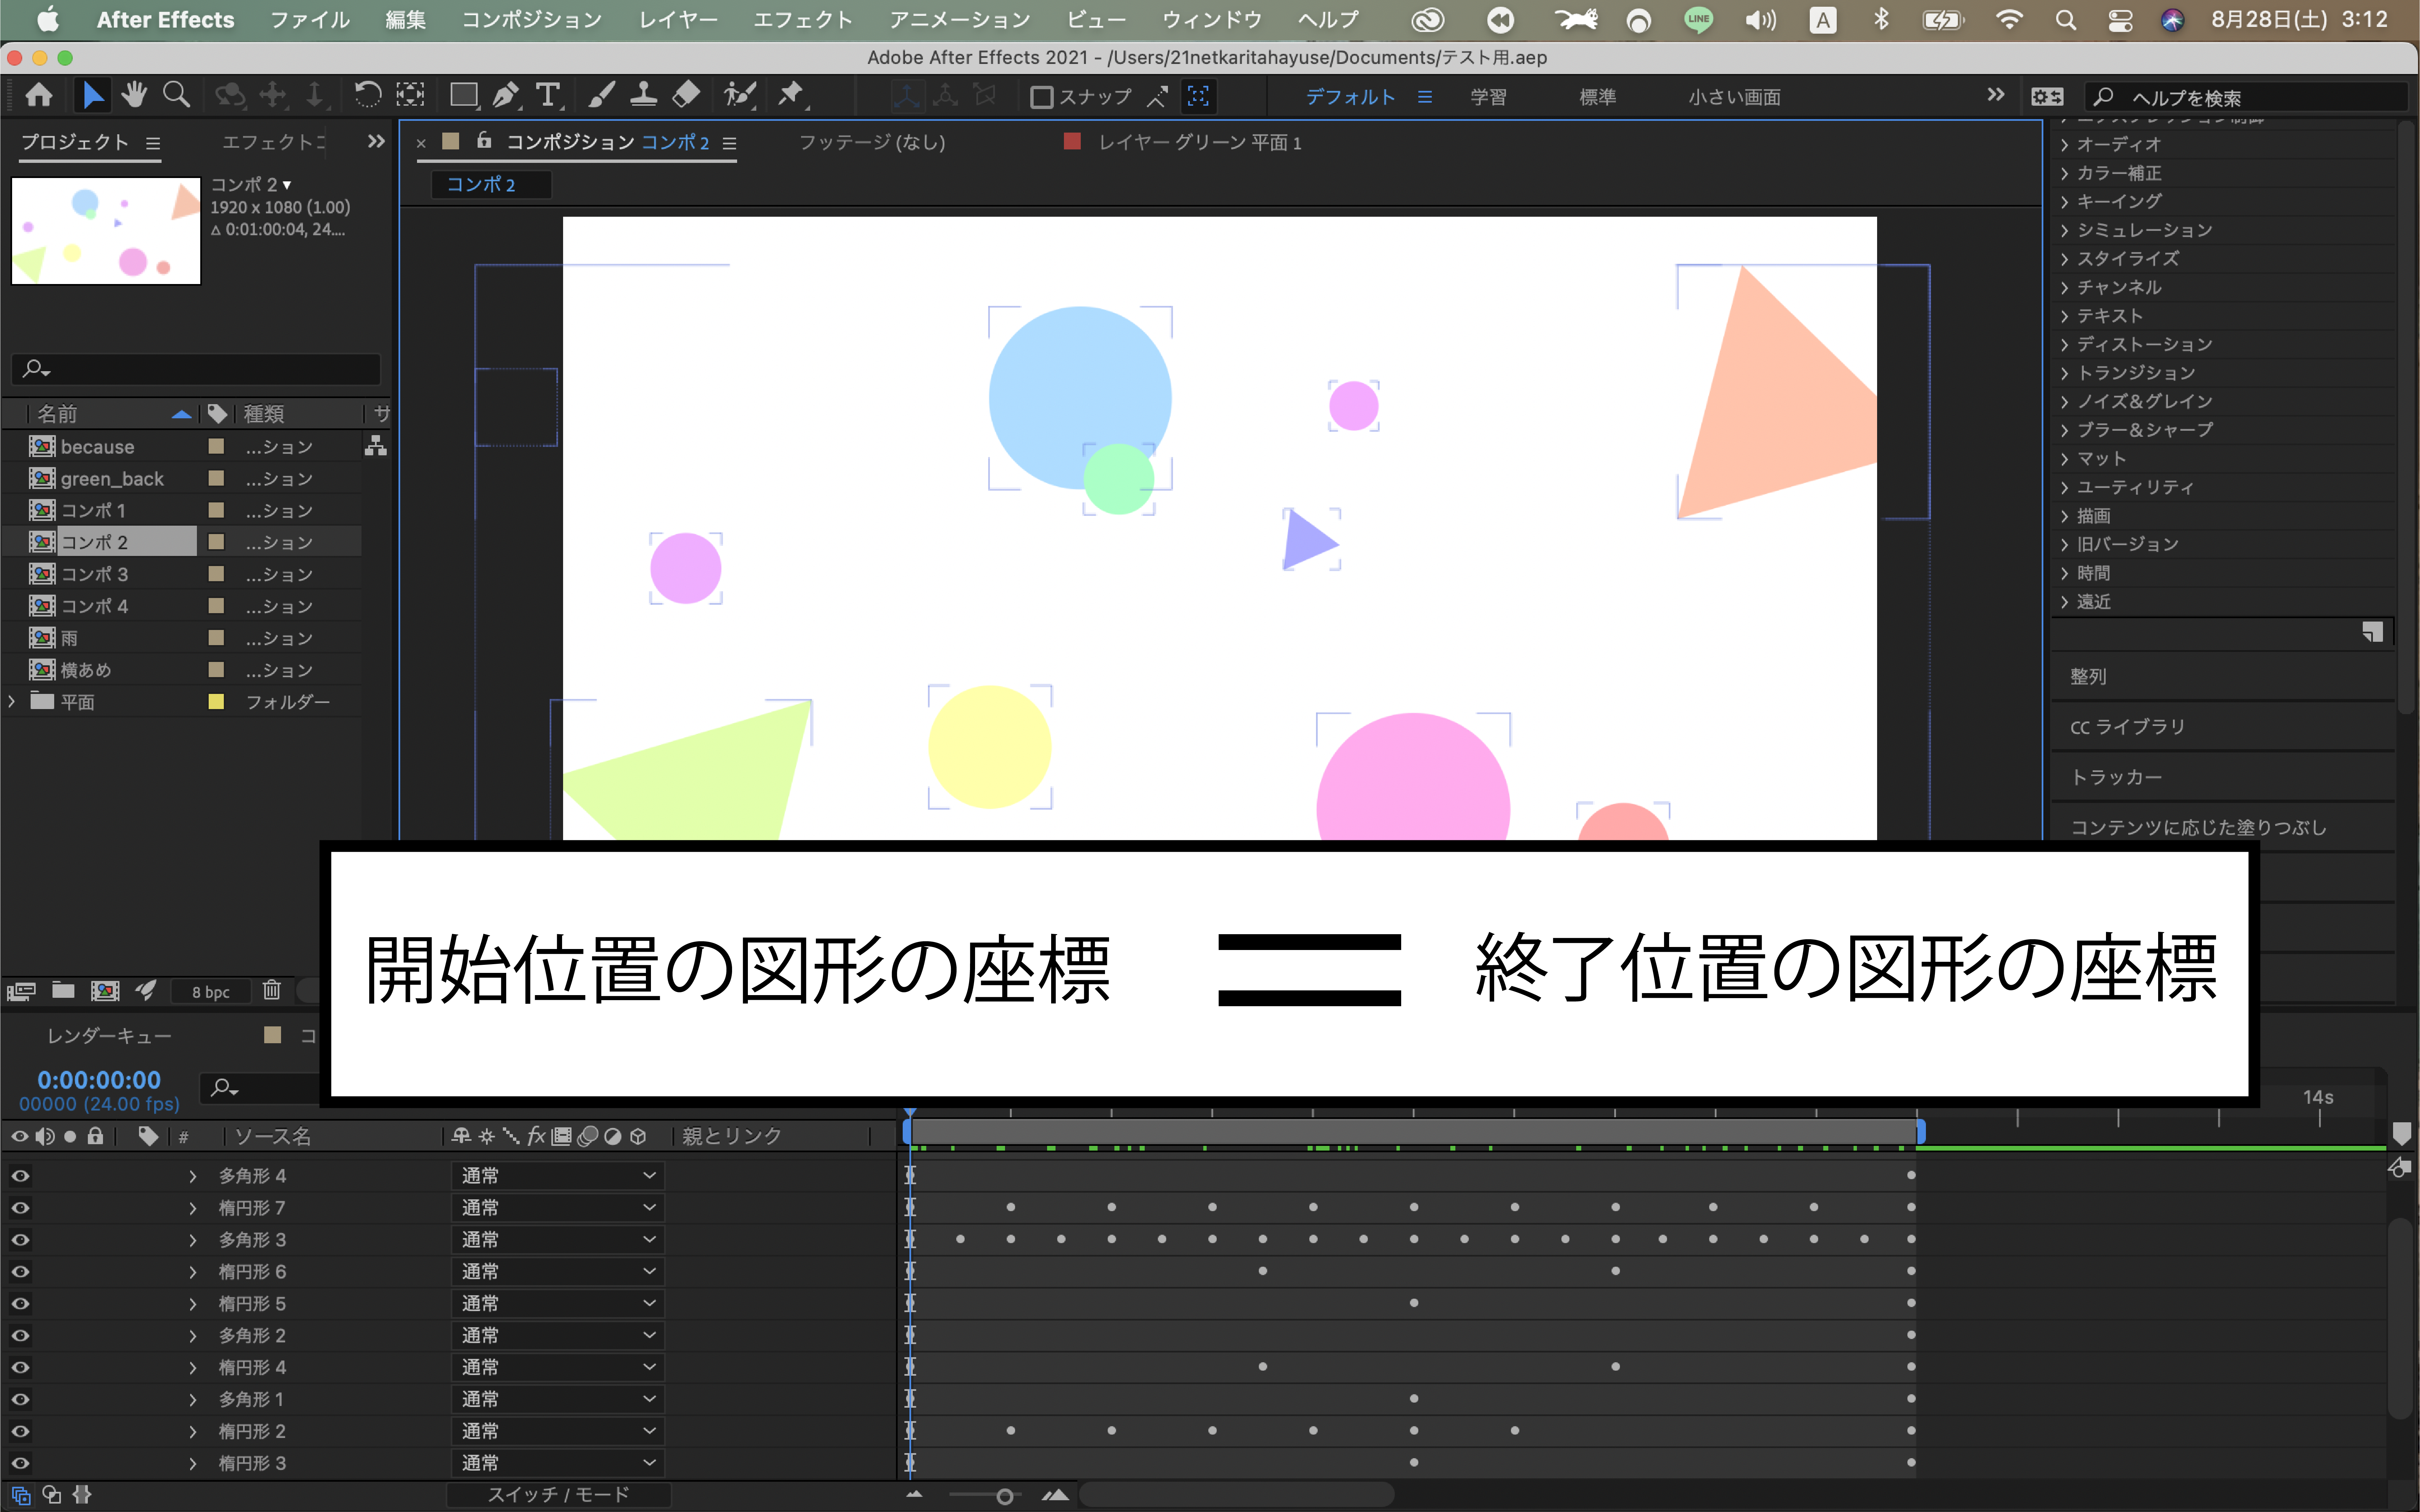 After Effects ファイル 編集 コンポジション レイヤー エフェクト アニメーション ビュー ウィンドウ ヘルプ LINE A 8月28日(土) 3:12
Adobe After Effects 2021 - /Users/21netkaritahayuse/Documents/テスト用.aep
スナップ デフォルト 学習 標準 小さい画面 ヘルプを検索
プロジェクト エフェクトコ
コンポジション コンポ 2 フッテージ (なし) レイヤー グリーン 平面 1
コンポ 2
コンポ 2▼
1920 x 1080 (1.00)
Δ 0:01:00:04, 24....
名前 種類 サ
because ...ション
green_back ...ション
コンポ 1 ...ション
コンポ 2 ...ション
コンポ 3 ...ション
コンポ 4 ...ション
雨 ...ション
横あめ ...ション
平面 フォルダー
オーディオ
カラー補正
キーイング
シミュレーション
スタイライズ
チャンネル
テキスト
ディストーション
トランジション
ノイズ&グレイン
ブラー&シャープ
マット
ユーティリティ
描画
旧バージョン
時間
遠近
整列
CC ライブラリ
トラッカー
コンテンツに応じた塗りつぶし
開始位置の図形の座標 = 終了位置の図形の座標
8 bpc
レンダーキュー コ
0:00:00:00
00000 (24.00 fps)
14s
# ソース名 fx 親とリンク
多角形 4 通常
楕円形 7 通常
多角形 3 通常
楕円形 6 通常
楕円形 5 通常
多角形 2 通常
楕円形 4 通常
多角形 1 通常
楕円形 2 通常
楕円形 3 通常
スイッチ / モード